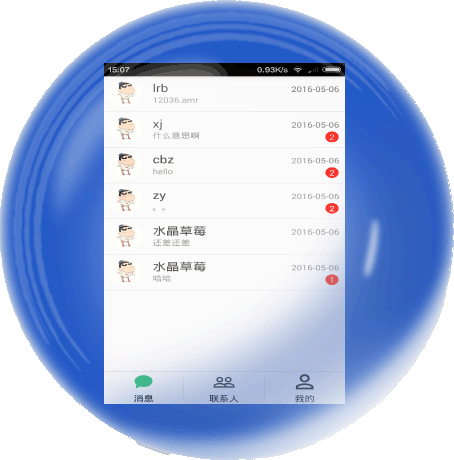 15:07 0.93K/s
lrb 2016-05-06
12036.amr
xj 2016-05-06
什么意思啊 2
cbz 2016-05-06
hello 2
zy 2016-05-06
。。 2
水晶草莓 2016-05-06
还差还差
水晶草莓 2016-05-06
哈哈 1
消息 联系人 我的